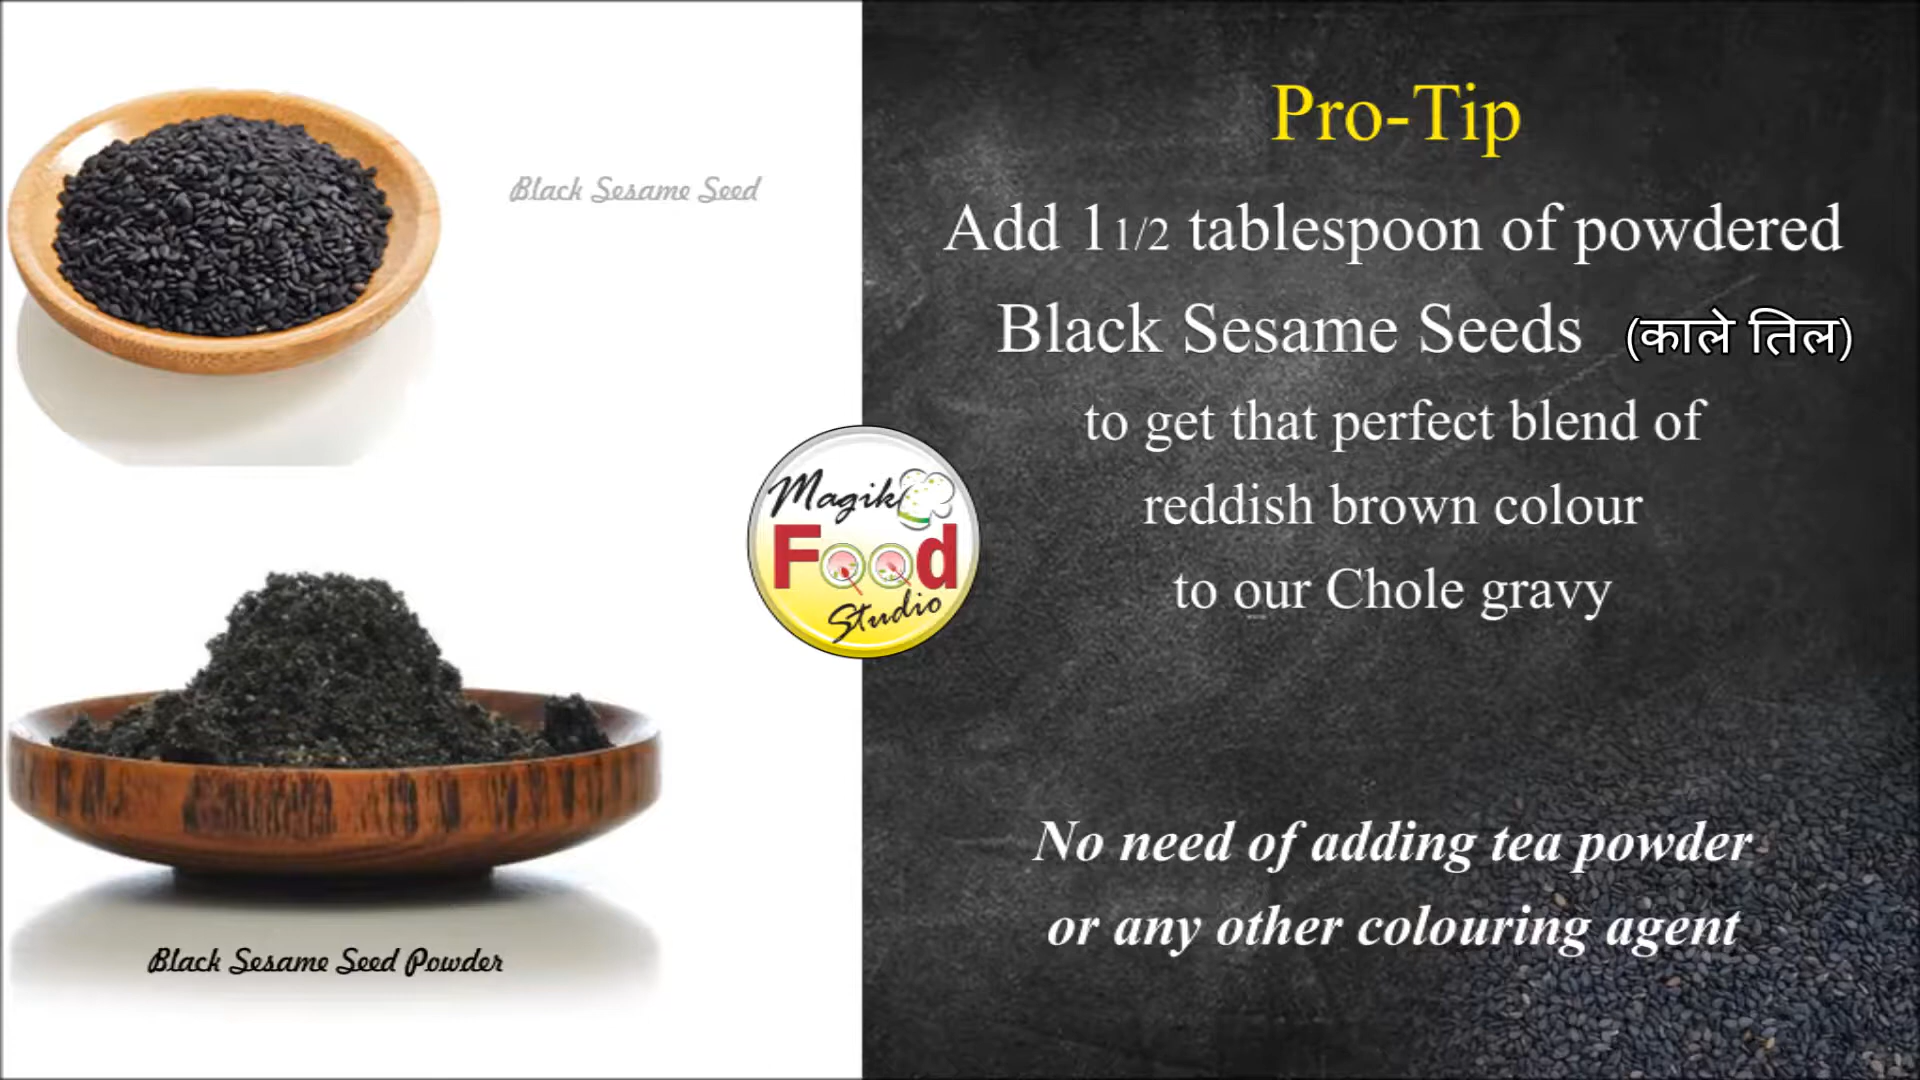 Black Sesame Seed
Black Sesame Seed Powder
Magik
Food
Studio
Pro-Tip
Add 1 1/2 tablespoon of powdered
Black Sesame Seeds (काले तिल)
to get that perfect blend of
reddish brown colour
to our Chole gravy
No need of adding tea powder
or any other colouring agent